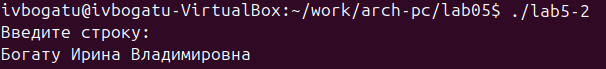 ivbogatu@ivbogatu-VirtualBox:~/work/arch-pc/lab05$ ./lab5-2
Введите строку:
Богату Ирина Владимировна